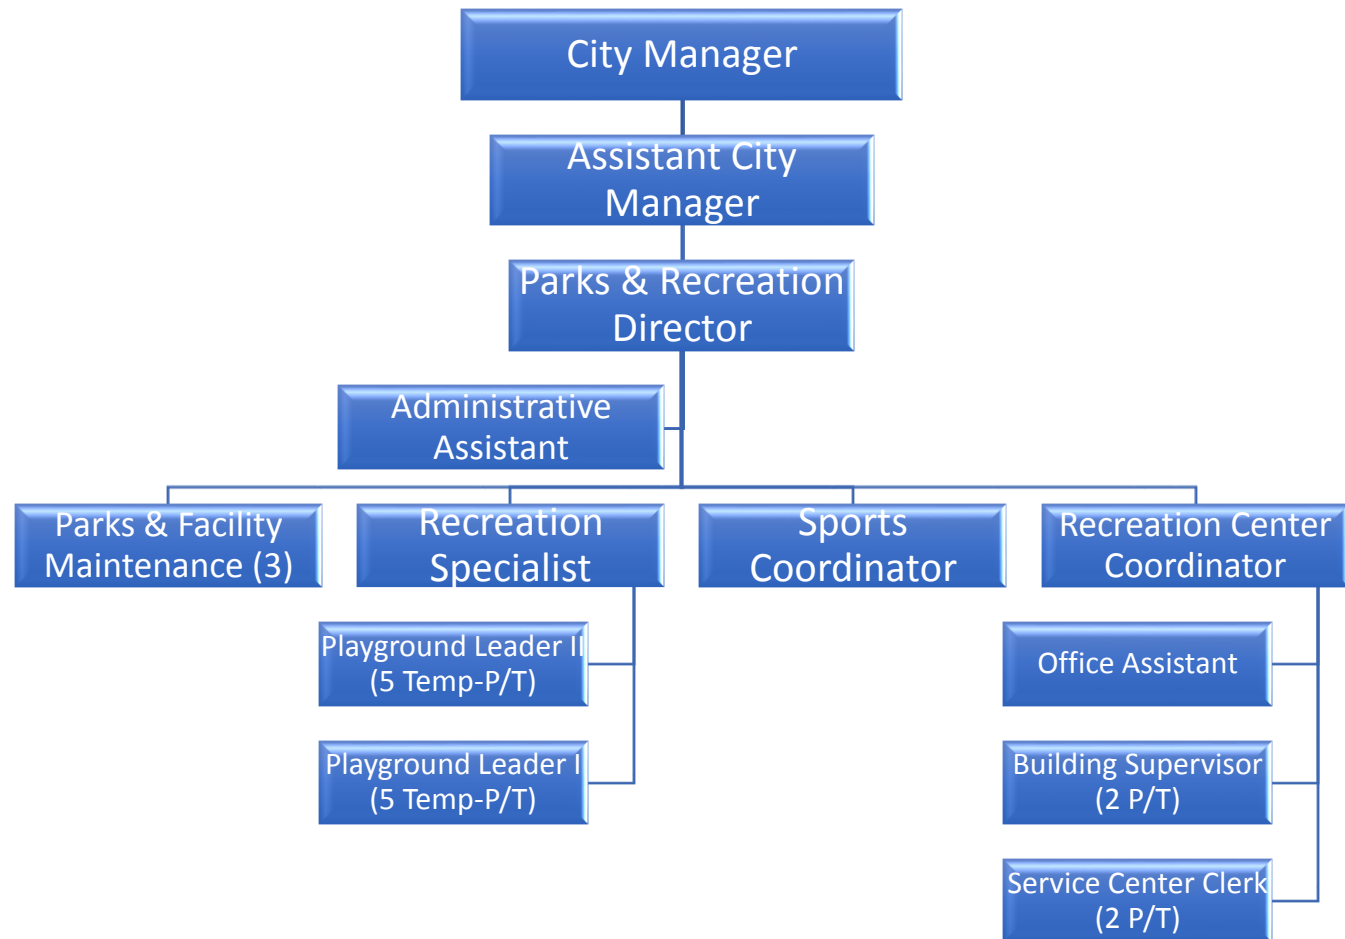 City Manager
Assistant City
Manager
Parks & Recreation
Director
Administrative
Assistant
Parks & Facility
Maintenance (3)
Recreation
Specialist
Sports
Coordinator
Recreation Center
Coordinator
Playground Leader II
(5 Temp-P/T)
Playground Leader I
(5 Temp-P/T)
Office Assistant
Building Supervisor
(2 P/T)
Service Center Clerk
(2 P/T)